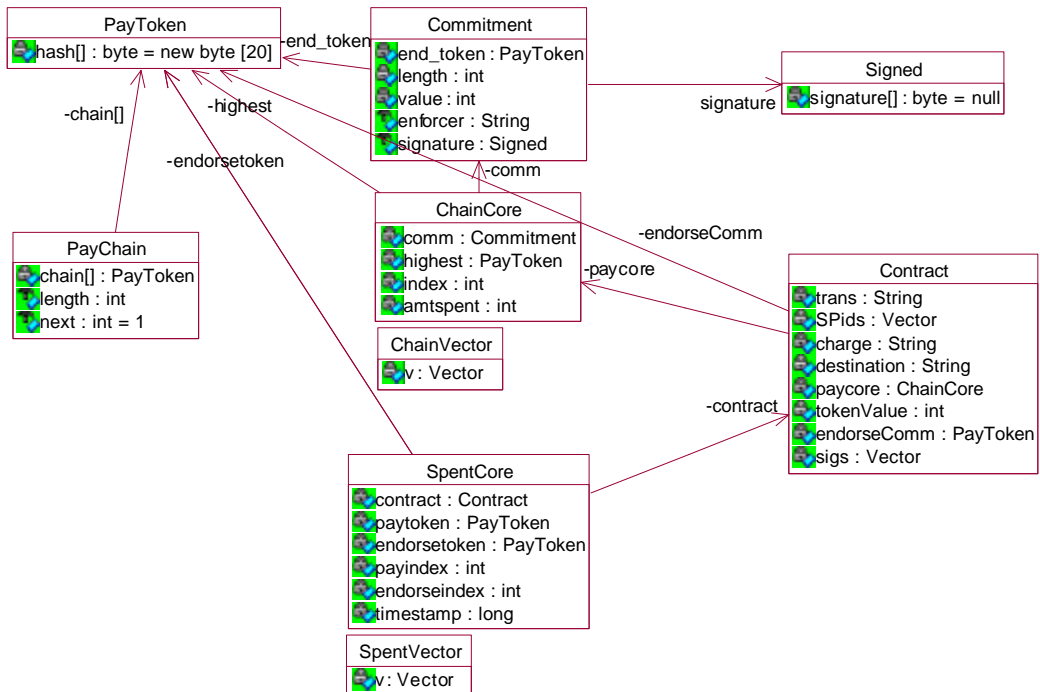 PayToken
hash[] : byte = new byte [20]
-end_token
Commitment
end_token : PayToken
length : int
value : int
enforcer : String
signature : Signed
Signed
signature[] : byte = null
signature
-chain[]
-highest
-endorsetoken
-comm
ChainCore
comm : Commitment
highest : PayToken
index : int
amtspent : int
PayChain
chain[] : PayToken
length : int
next : int = 1
-endorseComm
-paycore
Contract
trans : String
SPids : Vector
charge : String
destination : String
paycore : ChainCore
tokenValue : int
endorseComm : PayToken
sigs : Vector
ChainVector
v : Vector
-contract
SpentCore
contract : Contract
paytoken : PayToken
endorsetoken : PayToken
payindex : int
endorseindex : int
timestamp : long
SpentVector
v : Vector